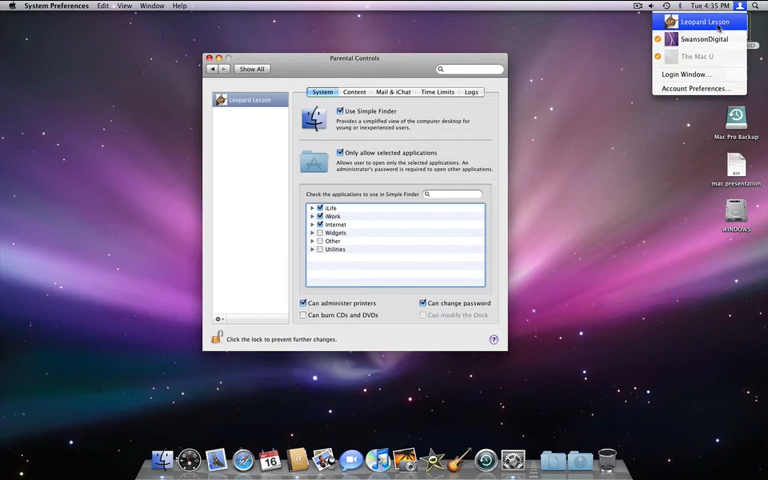 System Preferences Edit View Window Help
Tue 4:35 PM
Leopard Lesson
SwansonDigital
The Mac U
Login Window...
Account Preferences...
Parental Controls
Show All
Leopard Lesson
System Content Mail & iChat Time Limits Logs
Use Simple Finder
Provides a simplified view of the computer desktop for
young or inexperienced users.
Only allow selected applications
Allows user to open only the selected applications. An
administrator's password is required to open other applications.
Check the applications to use in Simple Finder
iLife
iWork
Internet
Widgets
Other
Utilities
Can administer printers
Can change password
Can burn CDs and DVDs
Can modify the Dock
Click the lock to prevent further changes.
?
Mac Pro Backup
RTF
mac presentation
WINDOWS
16